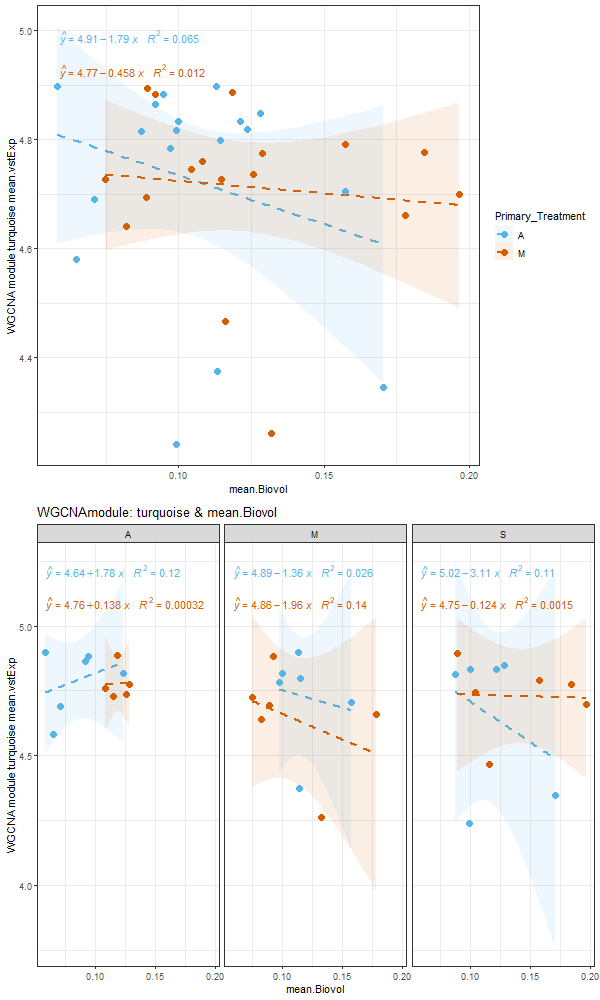 5.0
4.8
4.6
4.4
WGCNA module turquoise mean.vstExp
ŷ = 4.91 − 1.79 x R² = 0.065
ŷ = 4.77 − 0.458 x R² = 0.012
0.10 0.15 0.20
mean.Biovol
Primary_Treatment
A
M
WGCNAmodule: turquoise & mean.Biovol
A M S
ŷ = 4.64 + 1.78 x R² = 0.12 ŷ = 4.89 − 1.36 x R² = 0.026 ŷ = 5.02 − 3.11 x R² = 0.11
ŷ = 4.76 + 0.138 x R² = 0.00032 ŷ = 4.86 − 1.96 x R² = 0.14 ŷ = 4.75 − 0.124 x R² = 0.0015
5.0
4.5
4.0
WGCNA module turquoise mean.vstExp
0.10 0.15 0.20 0.10 0.15 0.20 0.10 0.15 0.20
mean.Biovol